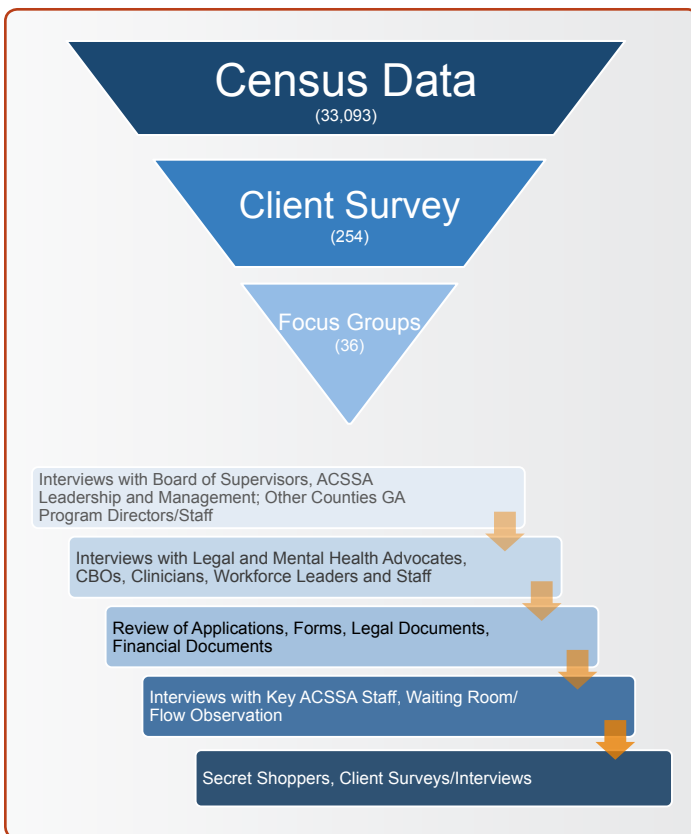 Census Data
(33,093)
Client Survey
(254)
Focus Groups
(36)
Interviews with Board of Supervisors, ACSSA
Leadership and Management; Other Counties GA
Program Directors/Staff
Interviews with Legal and Mental Health Advocates,
CBOs, Clinicians, Workforce Leaders and Staff
Review of Applications, Forms, Legal Documents,
Financial Documents
Interviews with Key ACSSA Staff, Waiting Room/
Flow Observation
Secret Shoppers, Client Surveys/Interviews